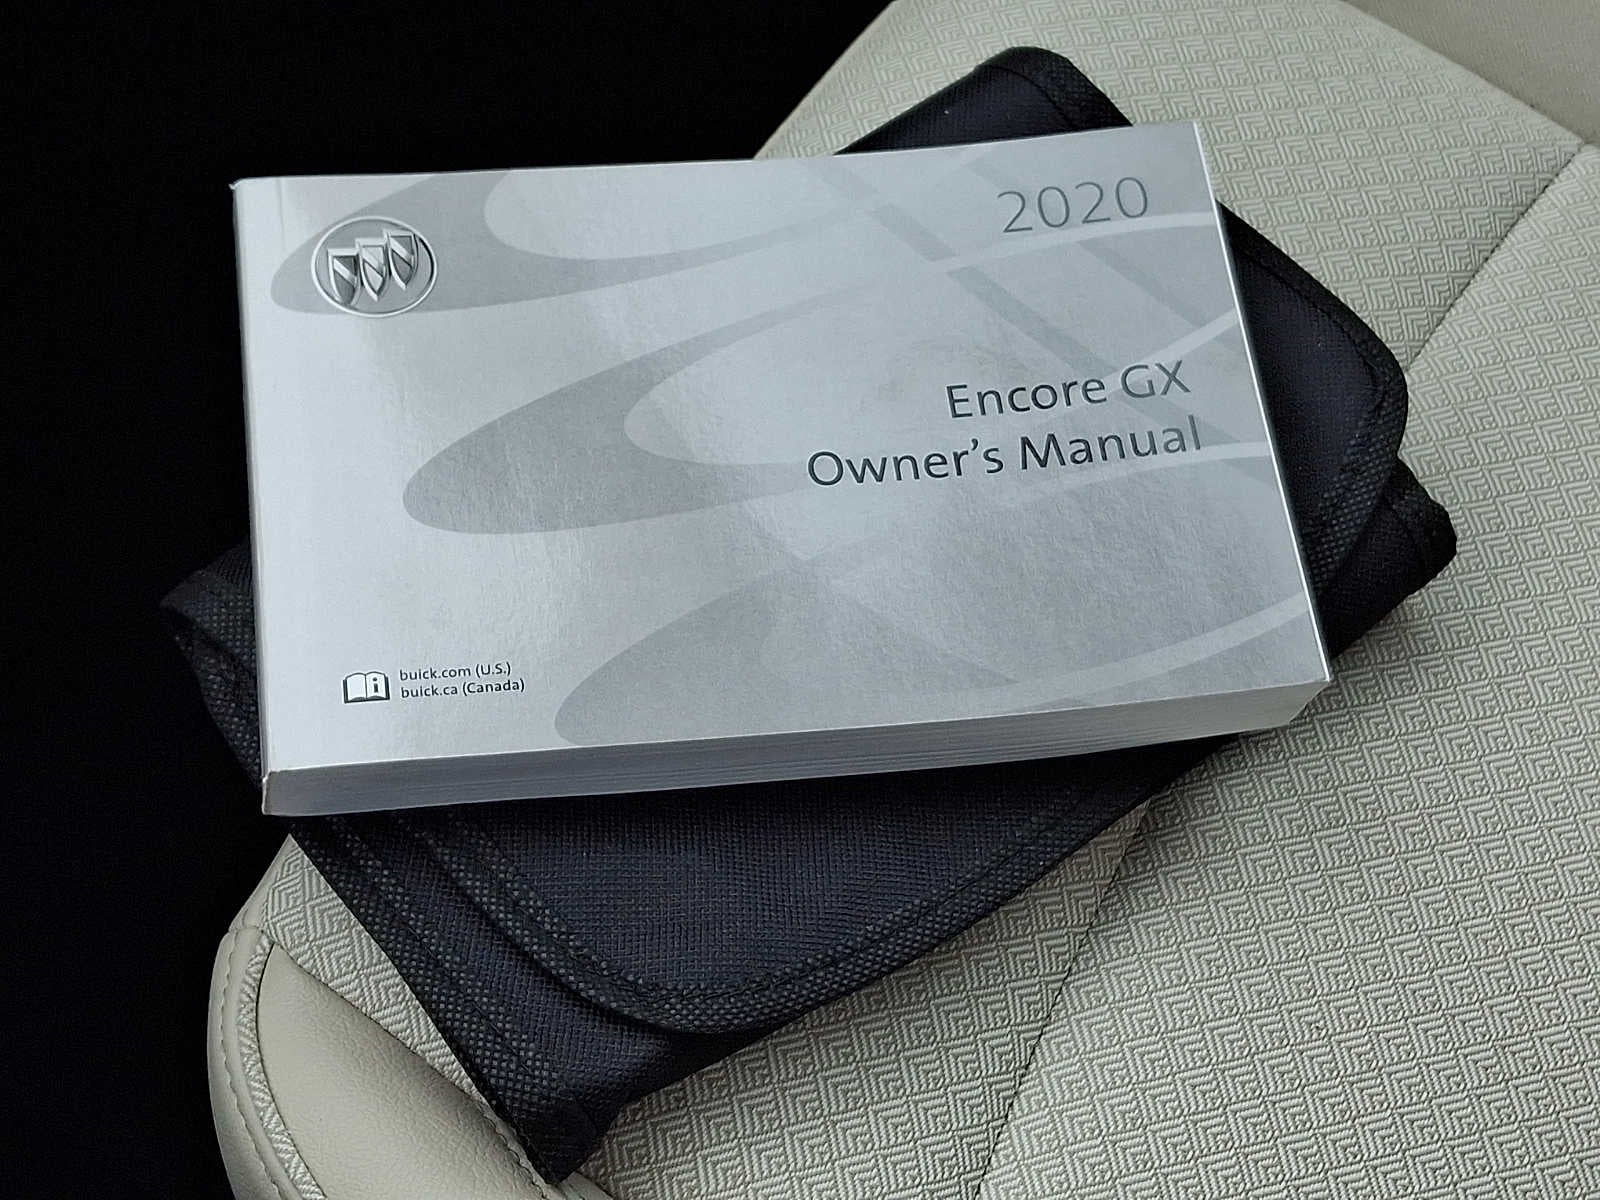 2020
Encore GX
Owner's Manual
buick.com (U.S.)
buick.ca (Canada)